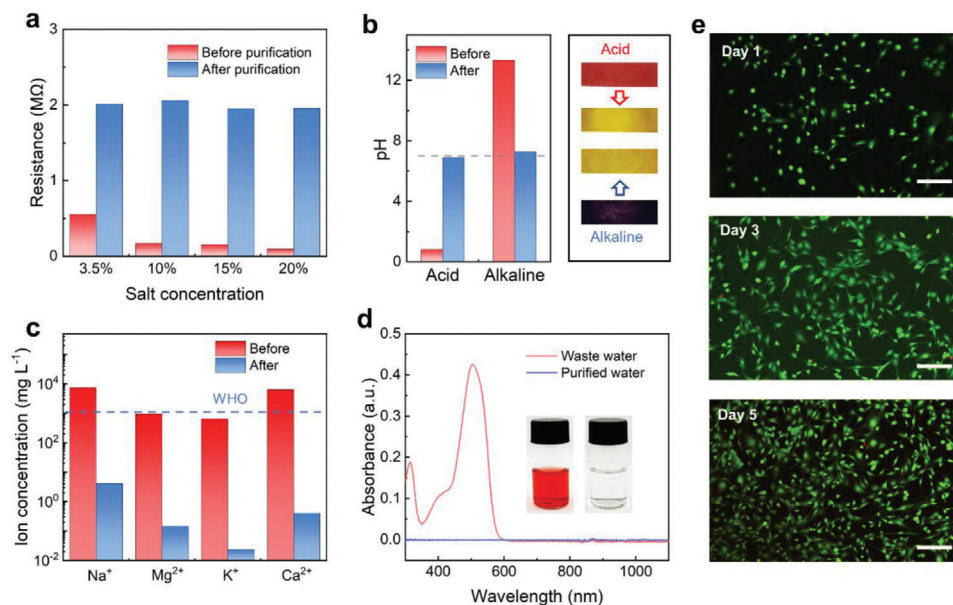 a
Before purification
After purification
Resistance (MΩ)
3
2
1
0
3.5%
10%
15%
20%
Salt concentration
b
Before
After
pH
12
9
6
3
0
Acid
Alkaline
Acid
Alkaline
c
Before
After
WHO
Ion concentration (mg L⁻¹)
10⁴
10²
10⁰
10⁻²
Na⁺
Mg²⁺
K⁺
Ca²⁺
d
Waste water
Purified water
Absorbance (a.u.)
0.5
0.4
0.3
0.2
0.1
0.0
400
600
800
1000
Wavelength (nm)
e
Day 1
Day 3
Day 5